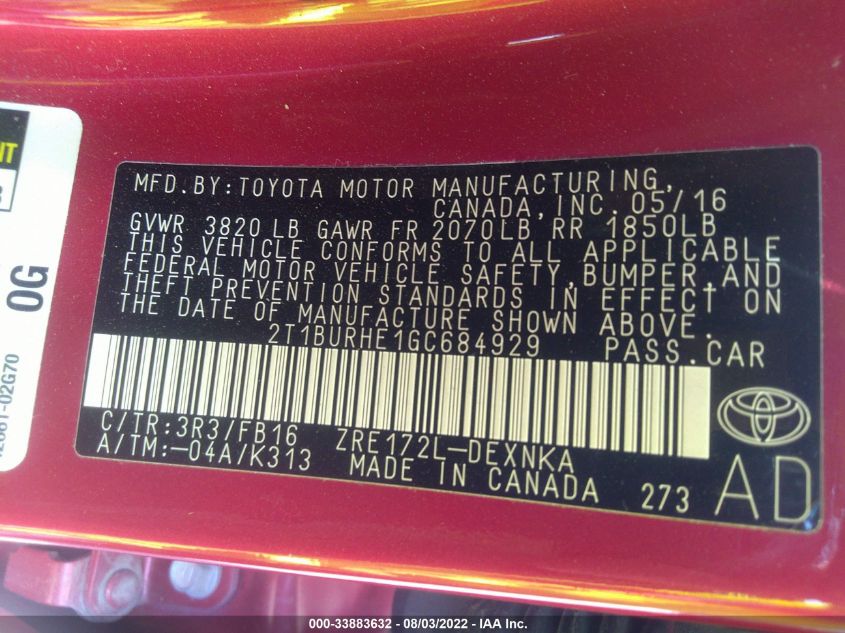 MFD.BY:TOYOTA MOTOR MANUFACTURING,
CANADA,INC. 05/16
GVWR 3820 LB GAWR FR 2070LB RR 1850LB
THIS VEHICLE CONFORMS TO ALL APPLICABLE
FEDERAL MOTOR VEHICLE SAFETY,BUMPER,AND
THEFT PREVENTION STANDARDS IN EFFECT ON
THE DATE OF MANUFACTURE SHOWN ABOVE.
2T1BURHE1GC684929 PASS.CAR
C/TR:3R3/FB16 ZRE172L-DEXNKA
A/TM:-04A/K313 MADE IN CANADA 273
AD
0G
-02G70
000-33883632 - 08/03/2022 - IAA Inc.